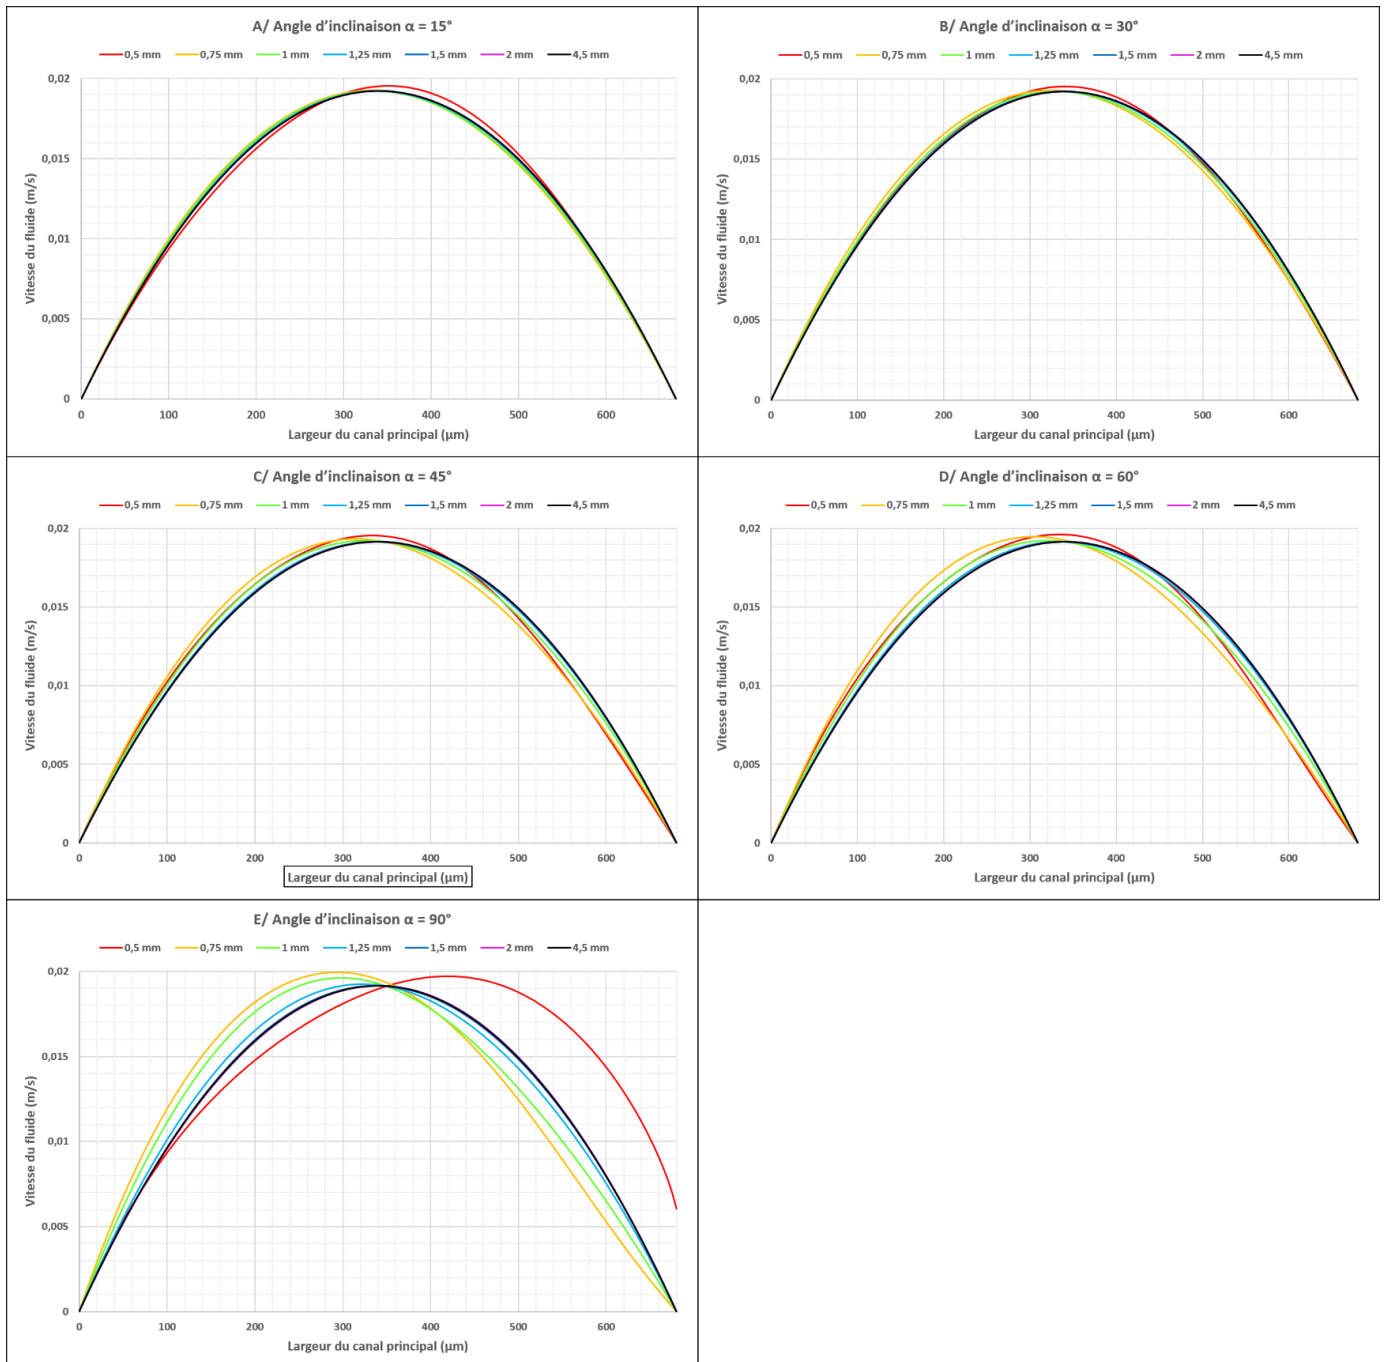 A/ Angle d’inclinaison α = 15°
0,5 mm 0,75 mm 1 mm 1,25 mm 1,5 mm 2 mm 4,5 mm
Vitesse du fluide (m/s)
0,02
0,015
0,01
0,005
0
0 100 200 300 400 500 600
Largeur du canal principal (µm)
B/ Angle d’inclinaison α = 30°
0,5 mm 0,75 mm 1 mm 1,25 mm 1,5 mm 2 mm 4,5 mm
Vitesse du fluide (m/s)
0,02
0,015
0,01
0,005
0
0 100 200 300 400 500 600
Largeur du canal principal (µm)
C/ Angle d’inclinaison α = 45°
0,5 mm 0,75 mm 1 mm 1,25 mm 1,5 mm 2 mm 4,5 mm
Vitesse du fluide (m/s)
0,02
0,015
0,01
0,005
0
0 100 200 300 400 500 600
Largeur du canal principal (µm)
D/ Angle d’inclinaison α = 60°
0,5 mm 0,75 mm 1 mm 1,25 mm 1,5 mm 2 mm 4,5 mm
Vitesse du fluide (m/s)
0,02
0,015
0,01
0,005
0
0 100 200 300 400 500 600
Largeur du canal principal (µm)
E/ Angle d’inclinaison α = 90°
0,5 mm 0,75 mm 1 mm 1,25 mm 1,5 mm 2 mm 4,5 mm
Vitesse du fluide (m/s)
0,02
0,015
0,01
0,005
0
0 100 200 300 400 500 600
Largeur du canal principal (µm)